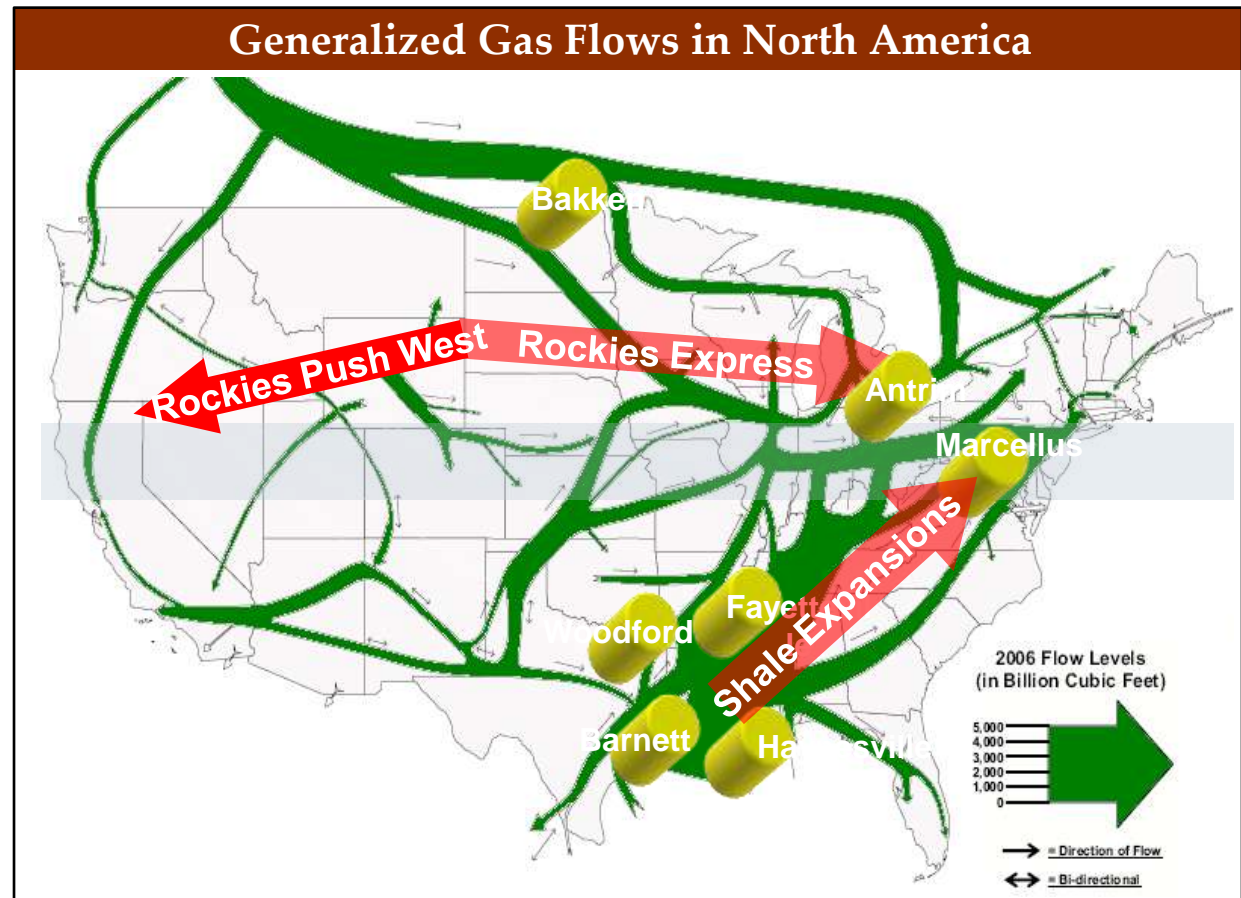 Generalized Gas Flows in North America
Bakken
Rockies Push West
Rockies Express
Antrim
Marcellus
Shale Expansions
Woodford
Barnett
2006 Flow Levels
(in Billion Cubic Feet)
5,000
4,000
3,000
2,000
1,000
0
= Direction of Flow
= Bi-directional